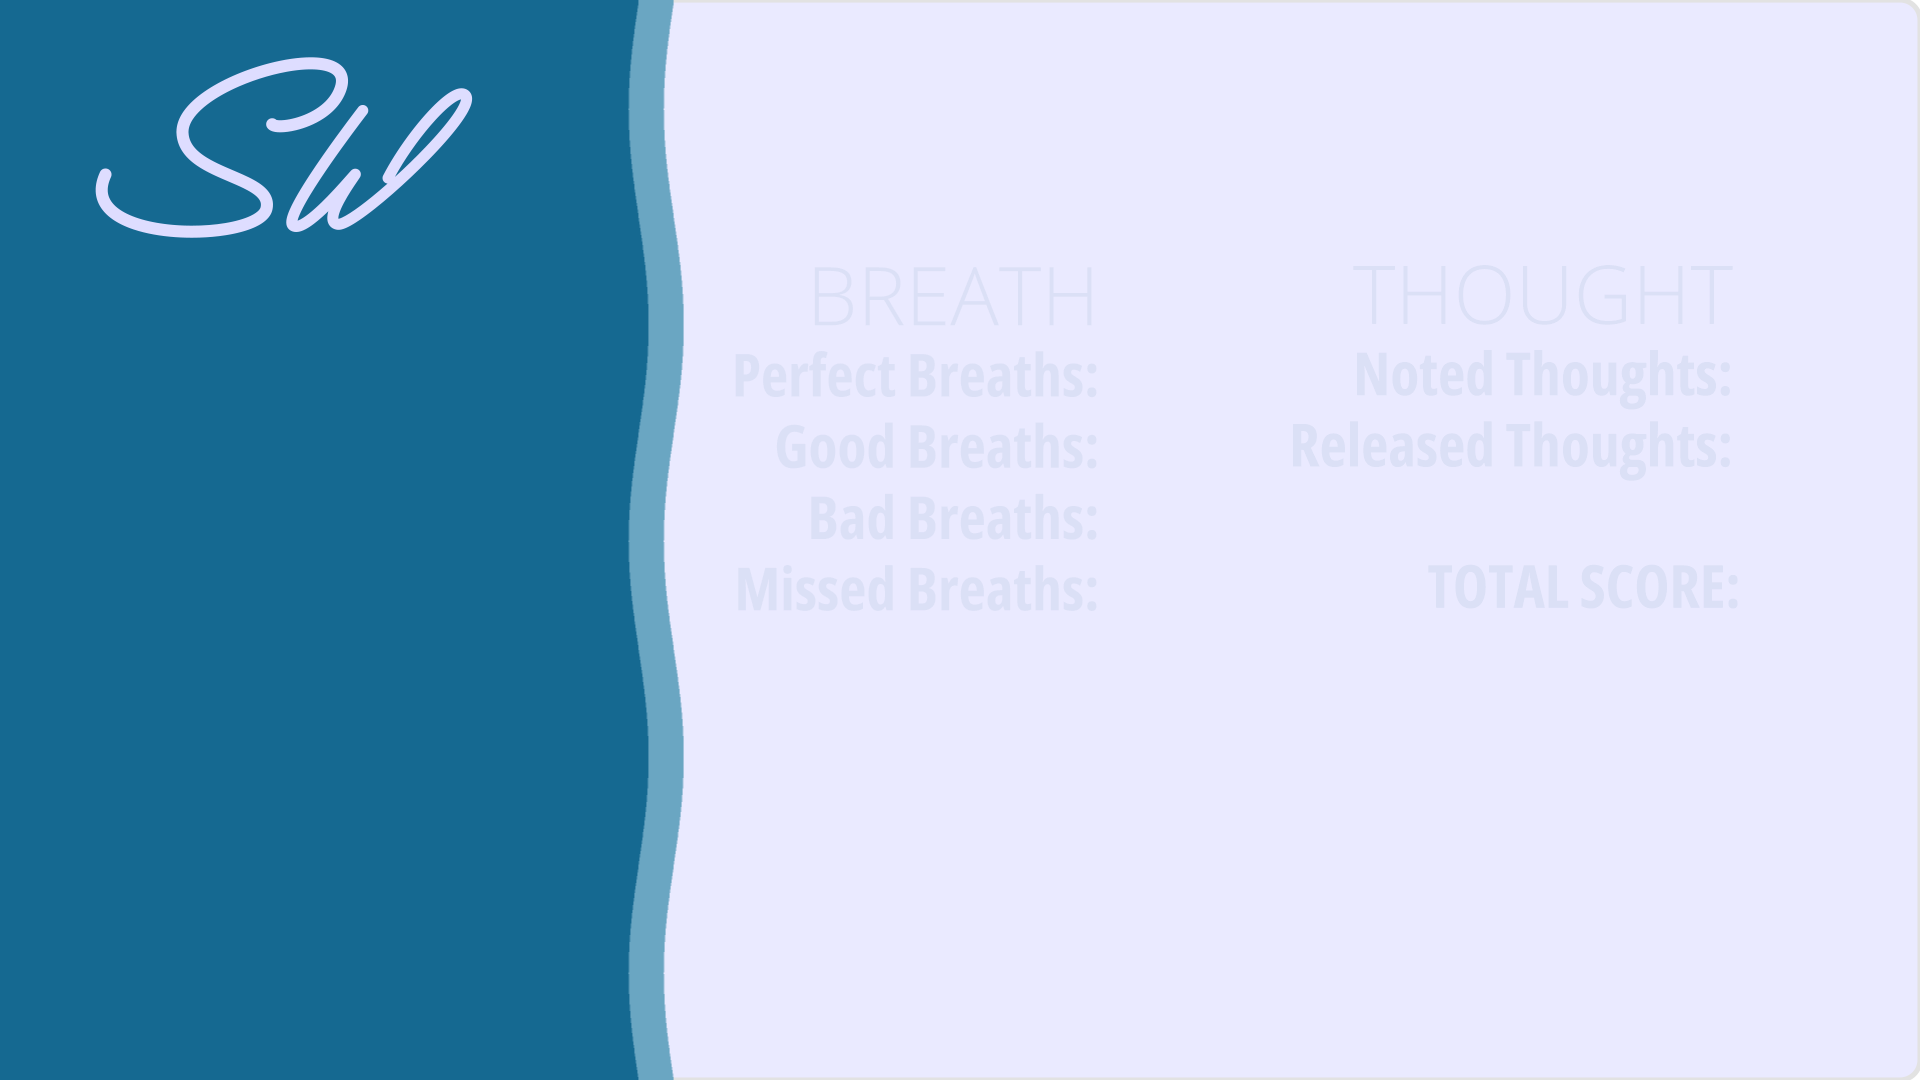 SW
BREATH
Perfect Breaths:
Good Breaths:
Bad Breaths:
Missed Breaths:
THOUGHT
Noted Thoughts:
Released Thoughts:
TOTAL SCORE: